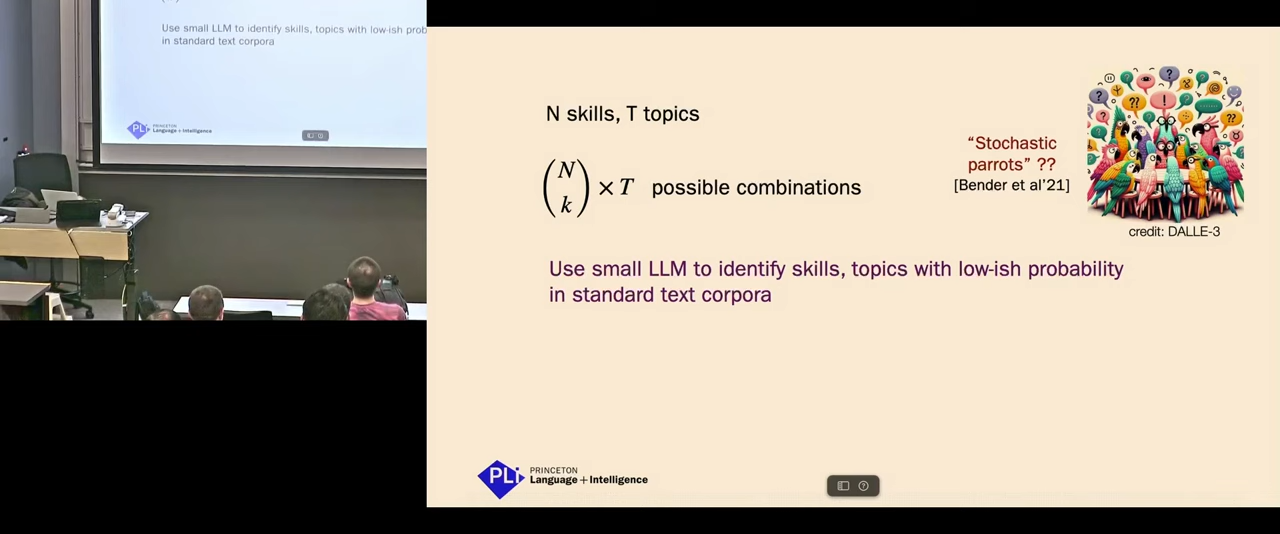 Use small LLM to identify skills, topics with low-ish prob
in standard text corpora
PLi
PRINCETON
Language + Intelligence
N skills, T topics
(N k) × T possible combinations
"Stochastic
parrots" ??
[Bender et al'21]
credit: DALLE-3
Use small LLM to identify skills, topics with low-ish probability
in standard text corpora
PLi
PRINCETON
Language + Intelligence